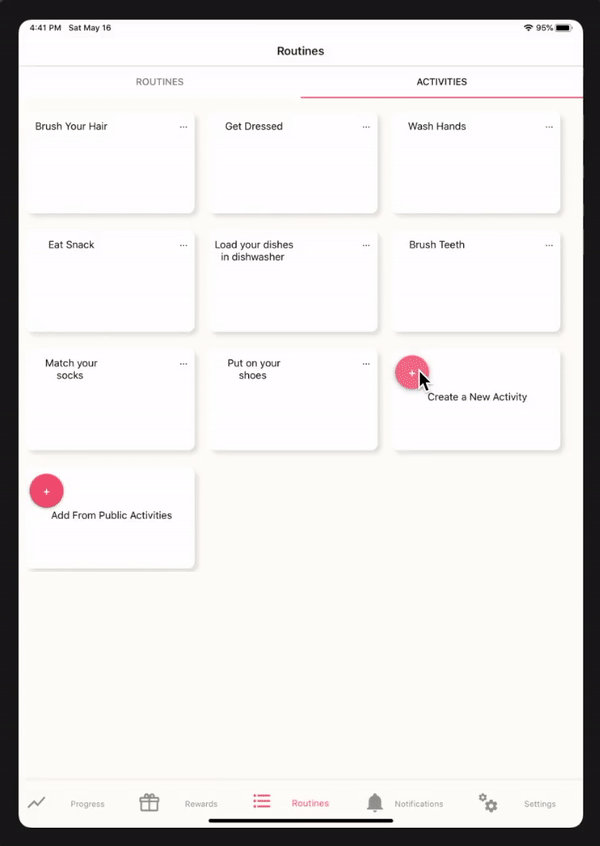 4:41 PM Sat May 16
95%
Routines
ROUTINES
ACTIVITIES
Brush Your Hair
...
Get Dressed
...
Wash Hands
...
Eat Snack
...
Load your dishes
in dishwasher
...
Brush Teeth
...
Match your
socks
...
Put on your
shoes
...
+
Create a New Activity
+
Add From Public Activities
Progress
Rewards
Routines
Notifications
Settings